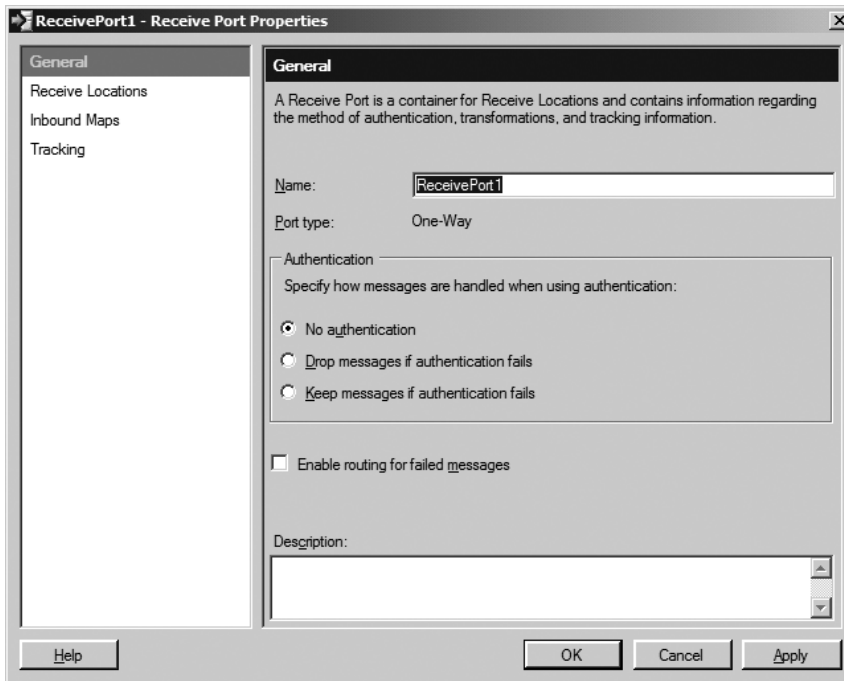 ReceivePort1 - Receive Port Properties
General
Receive Locations
Inbound Maps
Tracking
General
A Receive Port is a container for Receive Locations and contains information regarding
the method of authentication, transformations, and tracking information.
Name:
ReceivePort1
Port type:
One-Way
Authentication
Specify how messages are handled when using authentication:
No authentication
Drop messages if authentication fails
Keep messages if authentication fails
Enable routing for failed messages
Description:
Help
OK
Cancel
Apply